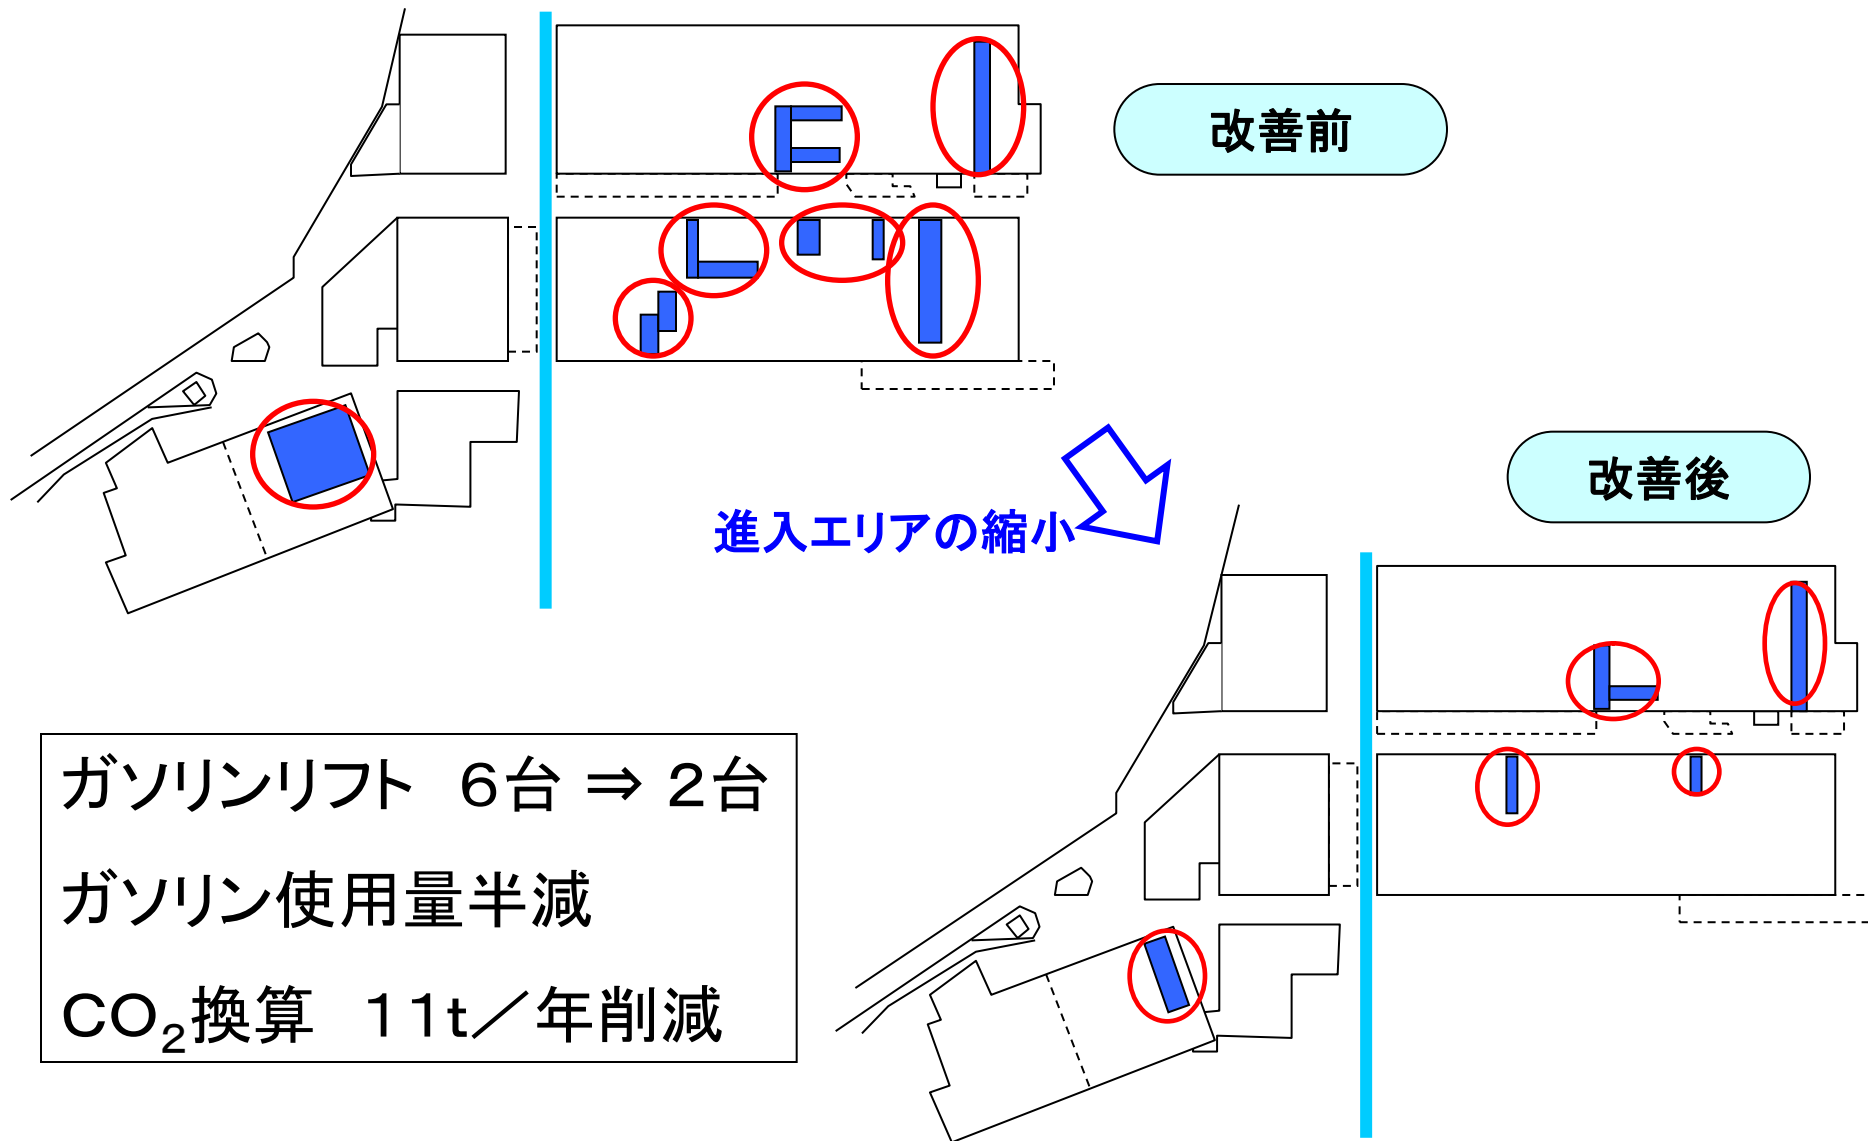 改善前
改善後
進入エリアの縮小
ガソリンリフト　６台 ⇒ ２台
ガソリン使用量半減
CO₂換算　１１t／年削減